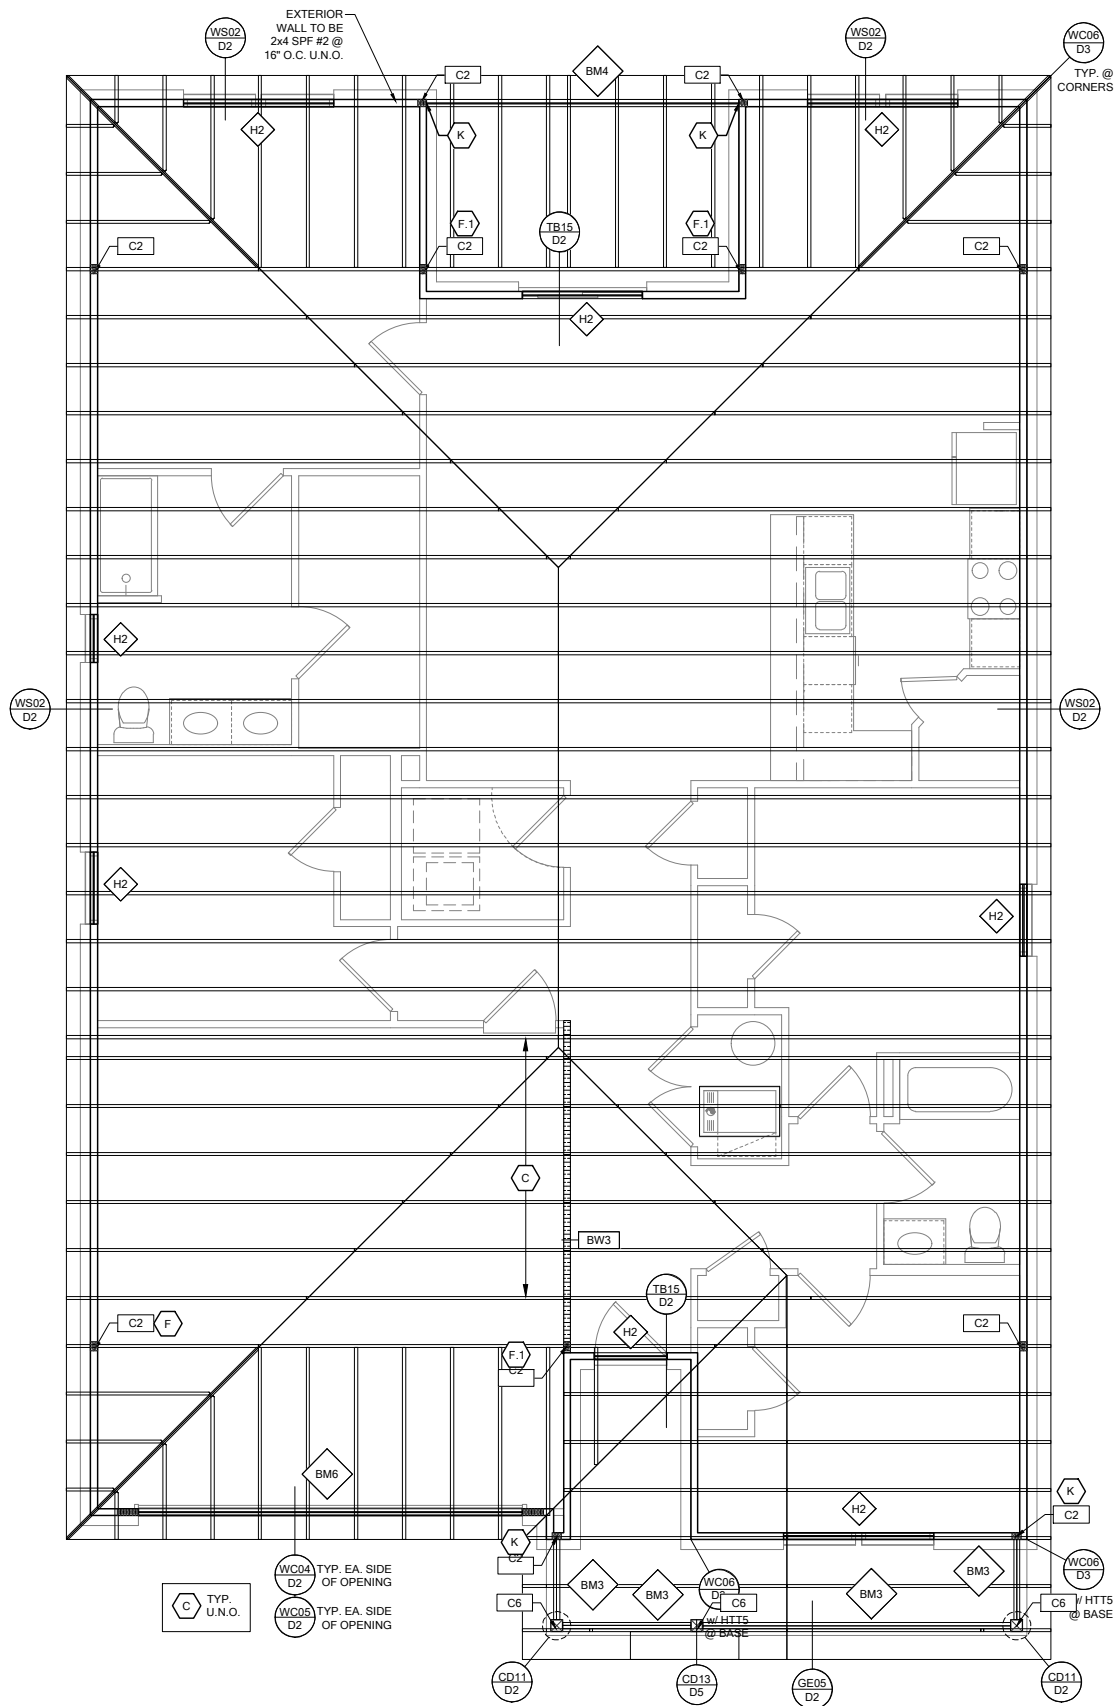 EXTERIOR
WALL TO BE
2x4 SPF #2 @
16" O.C. U.N.O.
WS02
D2
WS02
D2
WC06
D3
TYP. @
CORNERS
C2
BM4
C2
H2
K
K
H2
F.1
C2
TB15
D2
F.1
C2
C2
C2
H2
H2
WS02
D2
WS02
D2
H2
H2
C
BW3
TB15
D2
C2
F
H2
C2
F.1
C2
BM6
K
C2
H2
K
C2
WC04
D2
TYP. EA. SIDE
OF OPENING
C
TYP.
U.N.O.
WC05
D2
TYP. EA. SIDE
OF OPENING
BM3
BM3
WC06
BM3
BM3
WC06
D3
C6
C6
w/ HTT5
@ BASE
C6
w/ HTT5
@ BASE
CD11
D2
CD13
D5
GE05
D2
CD11
D2